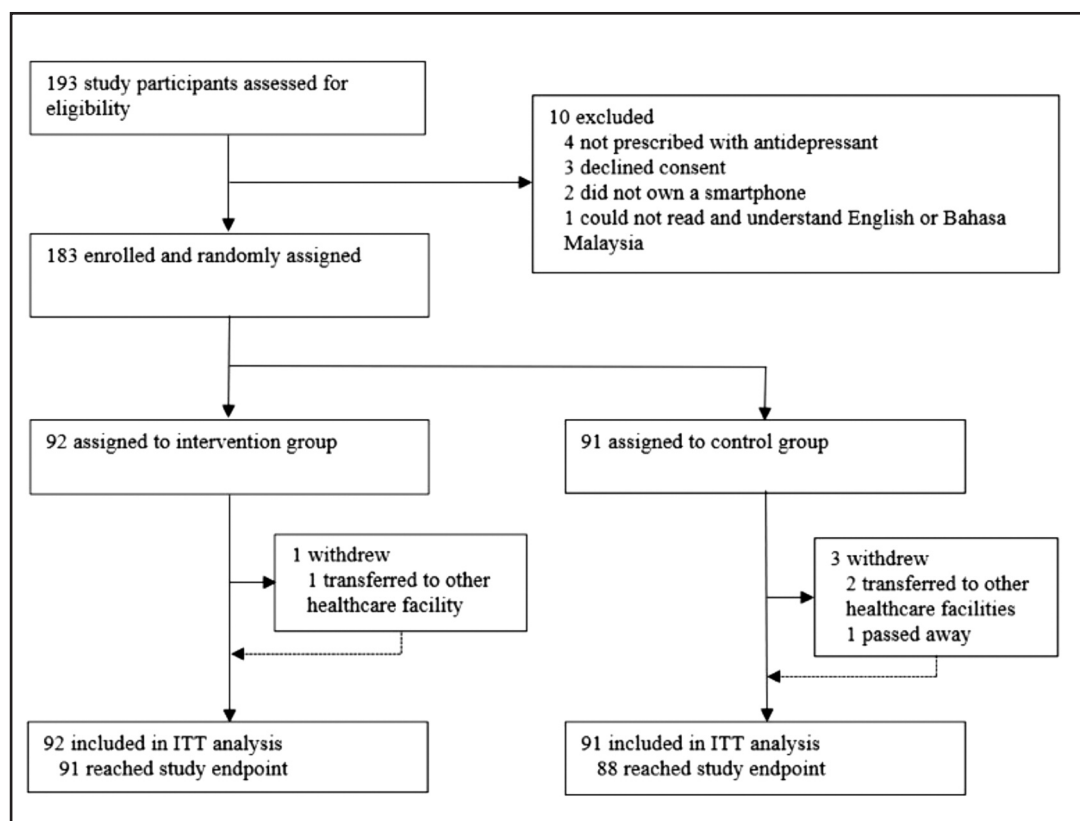 193 study participants assessed for
eligibility
10 excluded
4 not prescribed with antidepressant
3 declined consent
2 did not own a smartphone
1 could not read and understand English or Bahasa
Malaysia
183 enrolled and randomly assigned
92 assigned to intervention group
91 assigned to control group
1 withdrew
1 transferred to other
healthcare facility
3 withdrew
2 transferred to other
healthcare facilities
1 passed away
92 included in ITT analysis
91 reached study endpoint
91 included in ITT analysis
88 reached study endpoint